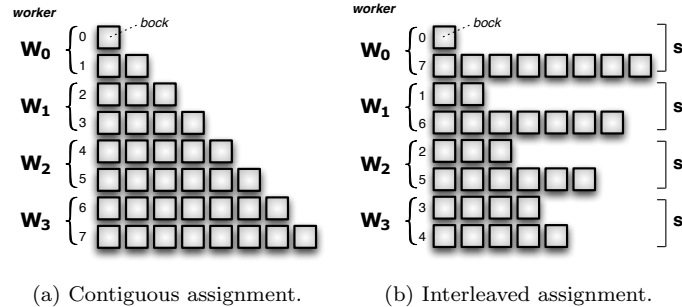 worker
bock
W0
0
1
W1
2
3
W2
4
5
W3
6
7
(a) Contiguous assignment.
worker
bock
W0
0
7
s
W1
1
6
s
W2
2
5
s
W3
3
4
s
(b) Interleaved assignment.